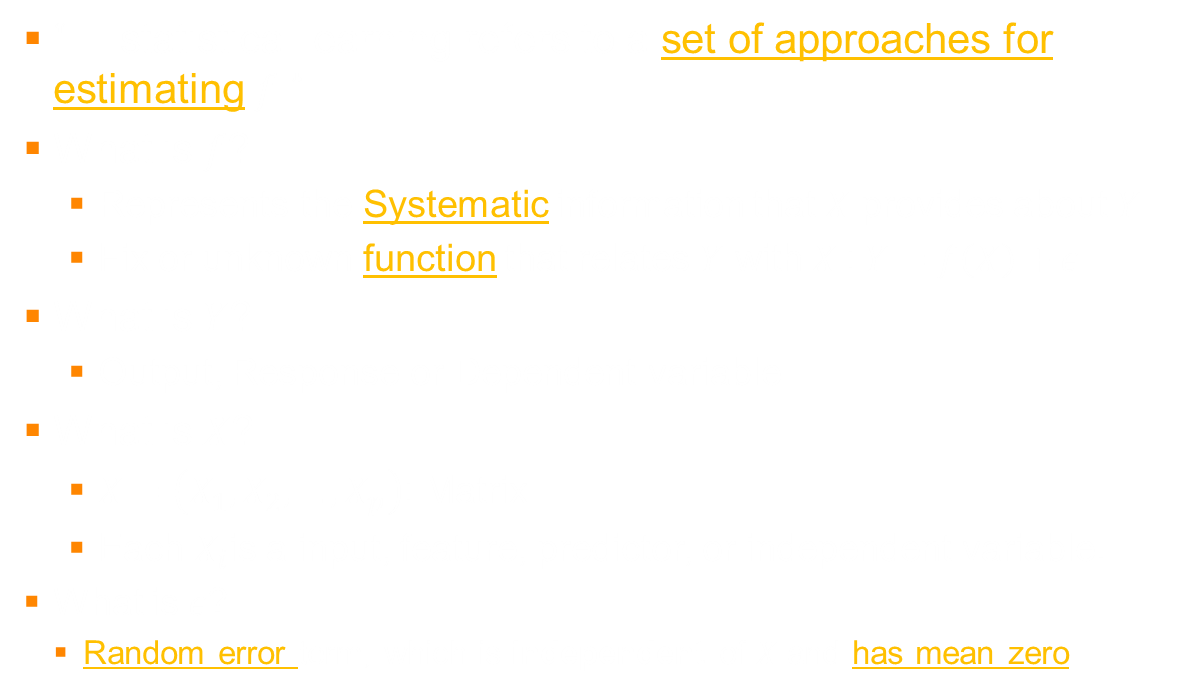 set of approaches for
estimating
Systematic
function
Random error has mean zero